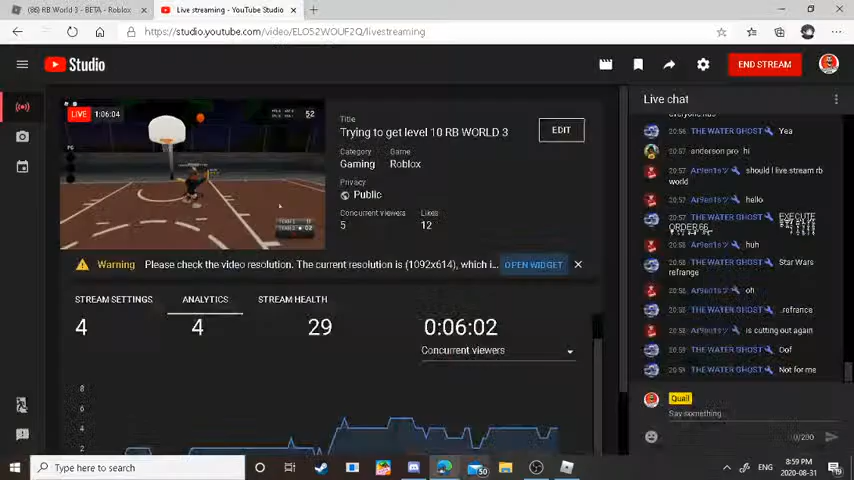 (86) RB World 3 - BETA - Roblox
Live streaming - YouTube Studio
https://studio.youtube.com/video/ELOS2WOUF2Q/livestreaming
Studio
END STREAM
LIVE 1:06:04
52
Title
Trying to get level 10 RB WORLD 3
EDIT
Category
Game
Gaming
Roblox
Privacy
Public
Concurrent viewers
Likes
5
12
Warning
Please check the video resolution. The current resolution is (1092x614), which i...
OPEN WIDGET
STREAM SETTINGS
ANALYTICS
STREAM HEALTH
4
4
29
0:06:02
Concurrent viewers
8
6
4
2
Live chat
20:56 THE WATER GHOST Yea
anderson pro hi
should I live stream rb
world
20:57 hello
20:57 THE WATER GHOST EXECUTE
ORDER 66
20:58 huh
20:58 THE WATER GHOST Star Wars
refrange
20:58 oh
20:58 THE WATER GHOST ..refrance
20:58 is cutting out again
20:59 THE WATER GHOST Oof
20:59 THE WATER GHOST Not for me
Quail
Say something...
0/200
Type here to search
50
ENG
8:59 PM
2020-08-31
19